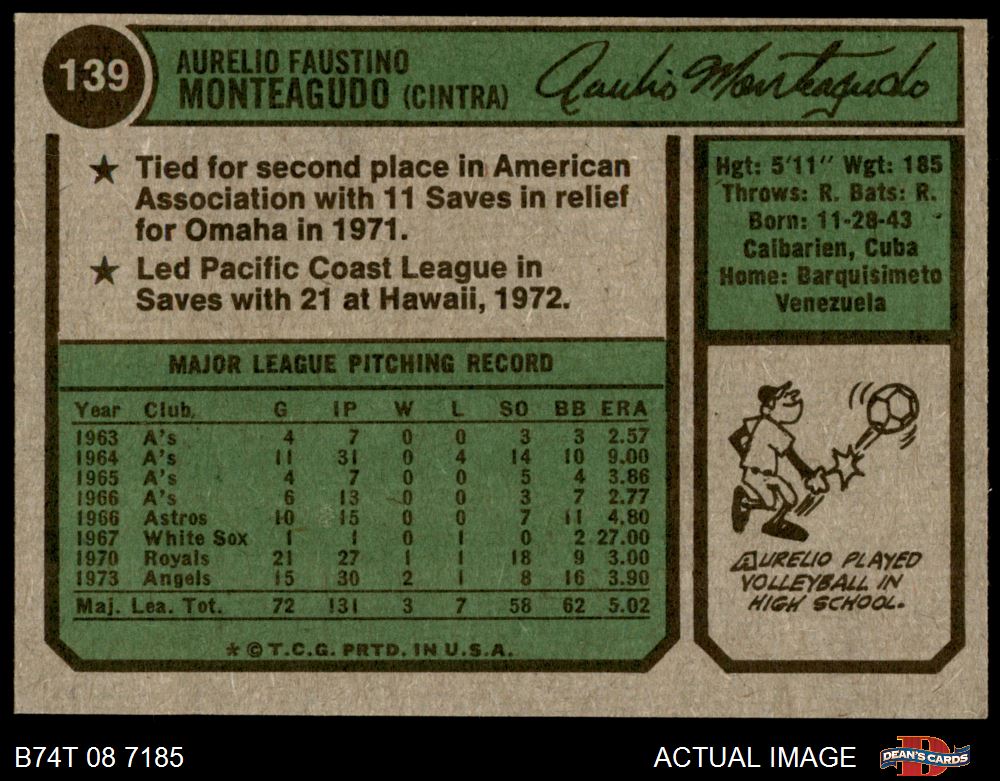 139
AURELIO FAUSTINO
MONTEAGUDO (CINTRA)
Aurelio Monteagudo
★ Tied for second place in American
Association with 11 Saves in relief
for Omaha in 1971.
★ Led Pacific Coast League in
Saves with 21 at Hawaii, 1972.
Hgt: 5'11" Wgt: 185
Throws: R. Bats: R.
Born: 11-28-43
Caibarien, Cuba
Home: Barquisimeto
Venezuela
MAJOR LEAGUE PITCHING RECORD
Year Club G IP W L SO BB ERA
1963 A's 4 7 0 0 3 3 2.57
1964 A's 11 31 0 4 14 10 9.00
1965 A's 4 7 0 0 5 4 3.86
1966 A's 6 13 0 0 3 7 2.77
1966 Astros 10 15 0 0 7 11 4.80
1967 White Sox 1 1 0 1 0 2 27.00
1970 Royals 21 27 1 1 18 9 3.00
1973 Angels 15 30 2 1 8 16 3.90
Maj. Lea. Tot. 72 131 3 7 58 62 5.02
* © T.C.G. PRTD. IN U.S.A.
AURELIO PLAYED
VOLLEYBALL IN
HIGH SCHOOL.
B74T 08 7185
ACTUAL IMAGE
DEAN'S CARDS